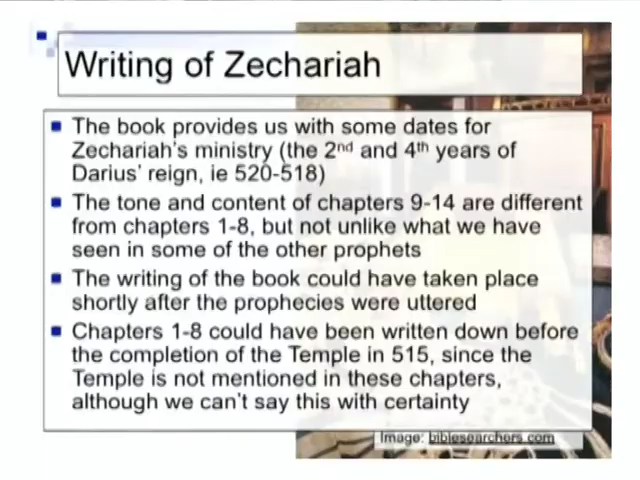 Writing of Zechariah
The book provides us with some dates for
Zechariah's ministry (the 2nd and 4th years of
Darius' reign, ie 520-518)
The tone and content of chapters 9-14 are different
from chapters 1-8, but not unlike what we have
seen in some of the other prophets
The writing of the book could have taken place
shortly after the prophecies were uttered
Chapters 1-8 could have been written down before
the completion of the Temple in 515, since the
Temple is not mentioned in these chapters,
although we can't say this with certainty
Image: biblesearchers.com